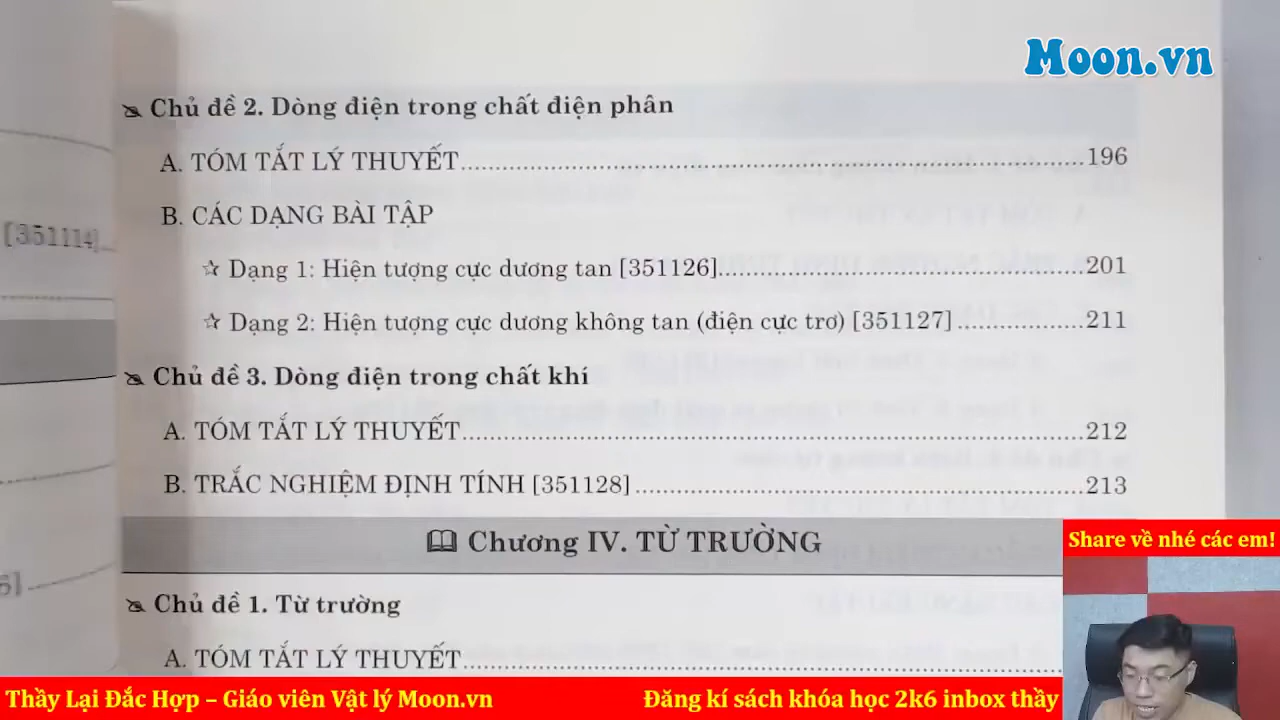 Moon.vn
Chủ đề 2. Dòng điện trong chất điện phân
A. TÓM TẮT LÝ THUYẾT........196
B. CÁC DẠNG BÀI TẬP
[351114]
☆ Dạng 1: Hiện tượng cực dương tan [351126]........201
☆ Dạng 2: Hiện tượng cực dương không tan (điện cực trơ) [351127]........211
Chủ đề 3. Dòng điện trong chất khí
A. TÓM TẮT LÝ THUYẾT........212
B. TRẮC NGHIỆM ĐỊNH TÍNH [351128]........213
Chương IV. TỪ TRƯỜNG
Share về nhé các em!
Chủ đề 1. Từ trường
A. TÓM TẮT LÝ THUYẾT........
Thầy Lại Đắc Hợp – Giáo viên Vật lý Moon.vn
Đăng kí sách khóa học 2k6 inbox thầy